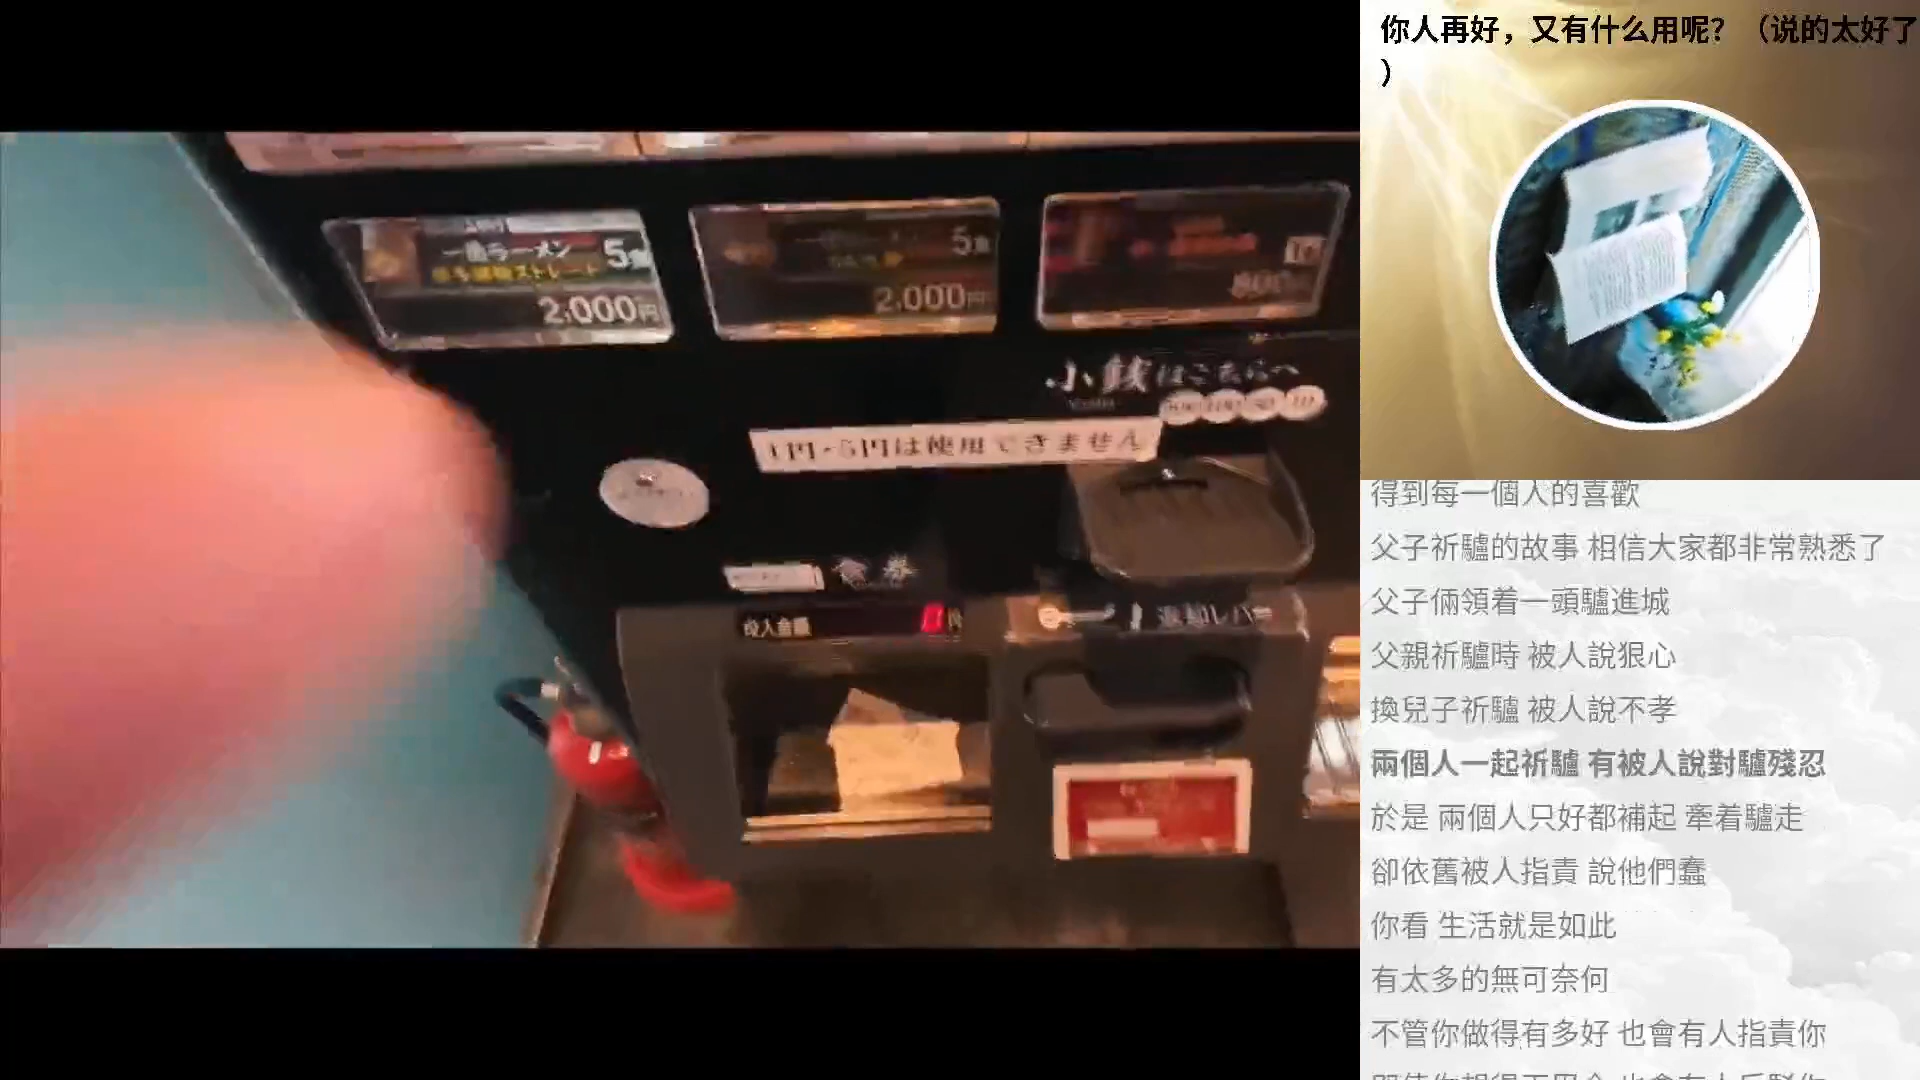 一蘭ラーメン 5食
2,000円
5食
2,000円
小銭はこちらへ
1円・5円は使用できません
食券
投入金額
返却レバー
你人再好，又有什么用呢？（说的太好了
）
得到每一個人的喜歡
父子祈驢的故事 相信大家都非常熟悉了
父子倆領着一頭驢進城
父親祈驢時 被人說狠心
換兒子祈驢 被人說不孝
兩個人一起祈驢 有被人說對驢殘忍
於是 兩個人只好都補起 牽着驢走
卻依舊被人指責 說他們蠢
你看 生活就是如此
有太多的無可奈何
不管你做得有多好 也會有人指責你